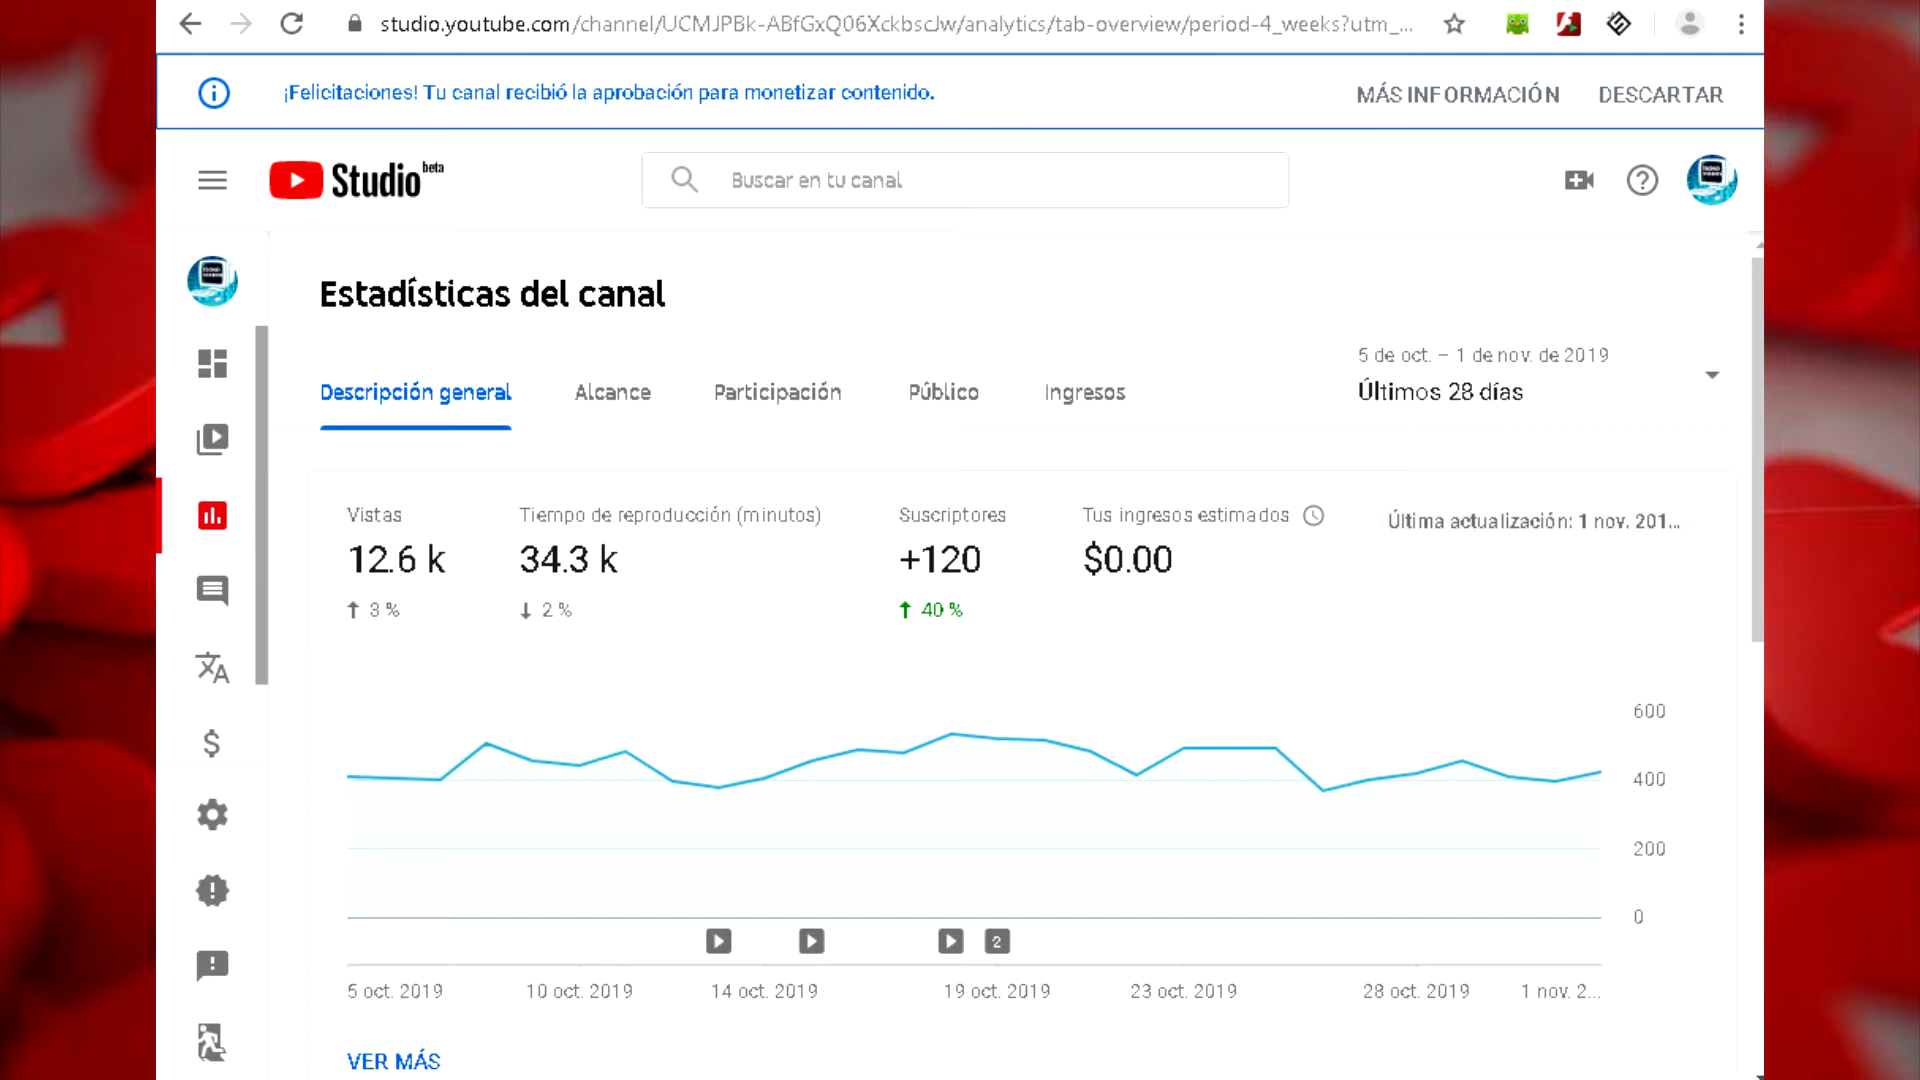 studio.youtube.com/channel/UCMJPBk-ABfGxQ06XckbscJw/analytics/tab-overview/period-4_weeks?utm_...
¡Felicitaciones! Tu canal recibió la aprobación para monetizar contenido.
MÁS INFORMACIÓN
DESCARTAR
Studio beta
Buscar en tu canal
Estadísticas del canal
5 de oct. – 1 de nov. de 2019
Últimos 28 días
Descripción general
Alcance
Participación
Público
Ingresos
Vistas
12.6 k
3 %
Tiempo de reproducción (minutos)
34.3 k
2 %
Suscriptores
+120
40 %
Tus ingresos estimados
$0.00
Última actualización: 1 nov. 201...
600
400
200
0
2
5 oct. 2019
10 oct. 2019
14 oct. 2019
19 oct. 2019
23 oct. 2019
28 oct. 2019
1 nov. 2...
VER MÁS